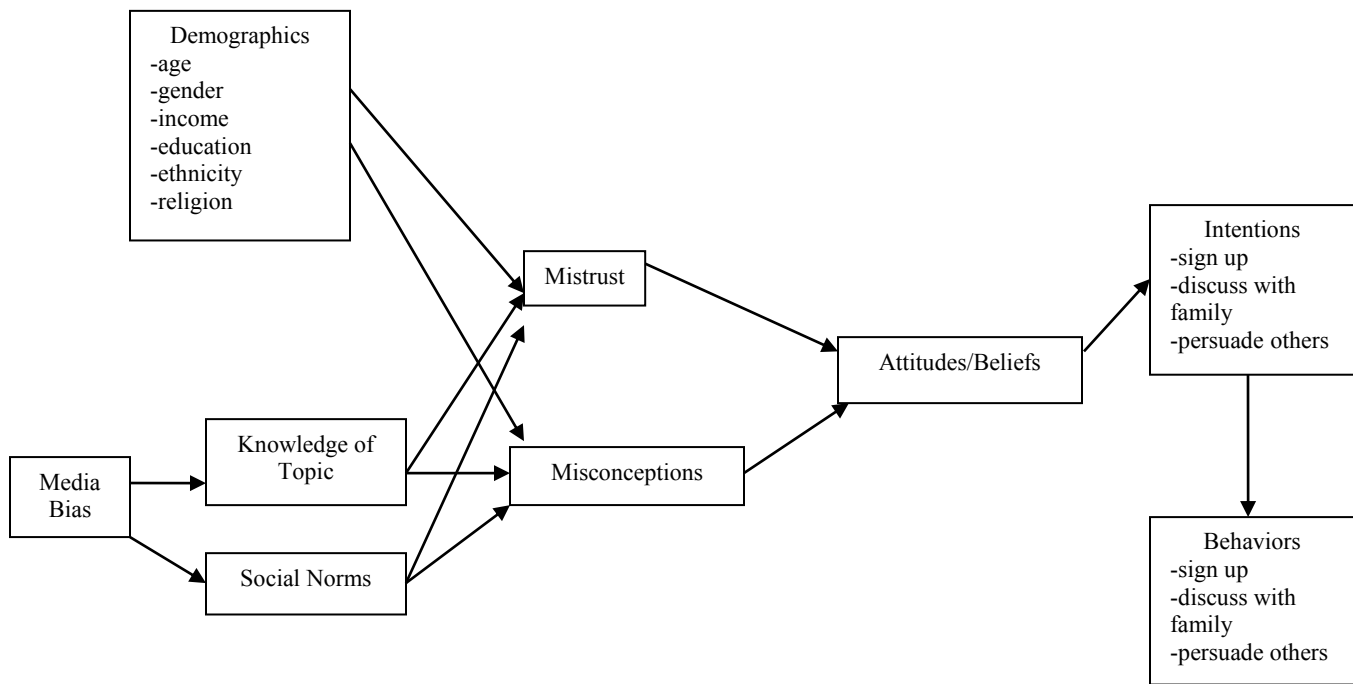 Demographics
-age
-gender
-income
-education
-ethnicity
-religion
Mistrust
Knowledge of
Topic
Misconceptions
Media
Bias
Social Norms
Attitudes/Beliefs
Intentions
-sign up
-discuss with
family
-persuade others
Behaviors
-sign up
-discuss with
family
-persuade others